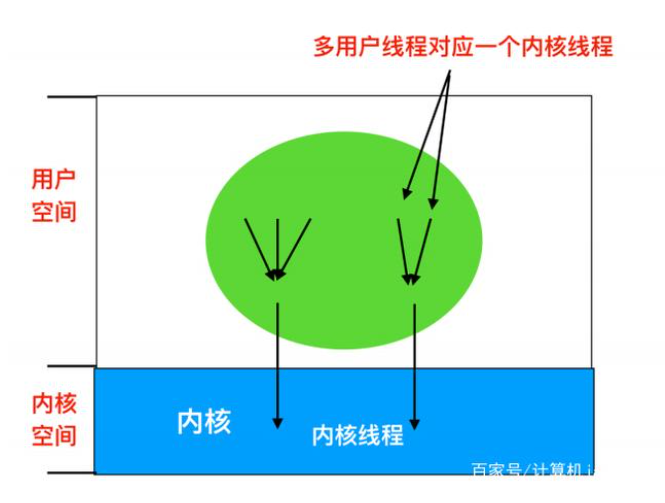 多用户线程对应一个内核线程
用户
空间
内核
空间
内核
内核线程
百家号/计算机